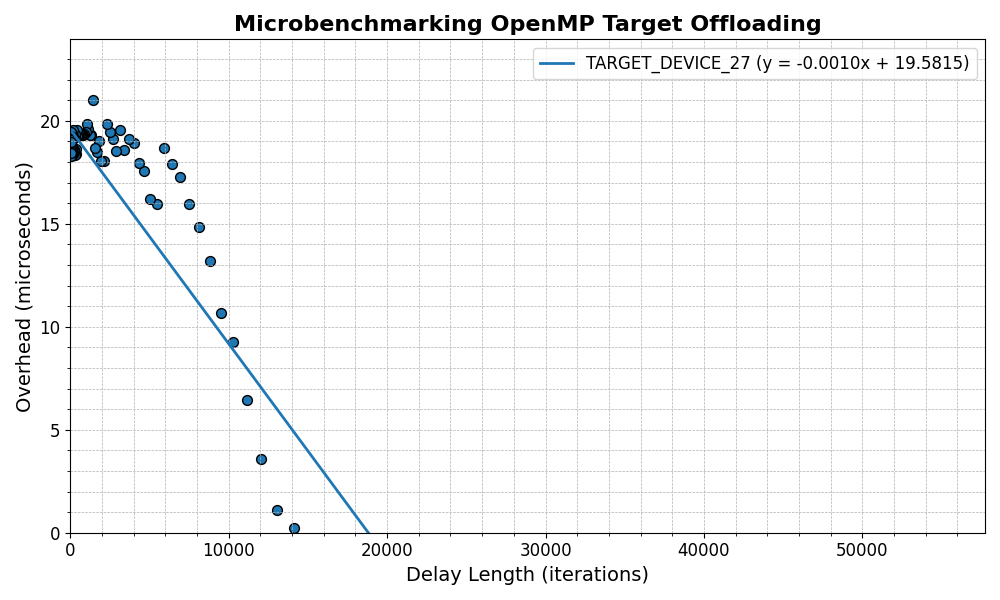 Microbenchmarking OpenMP Target Offloading
TARGET_DEVICE_27 (y = -0.0010x + 19.5815)
Overhead (microseconds)
20
15
10
5
0
0 10000 20000 30000 40000 50000
Delay Length (iterations)